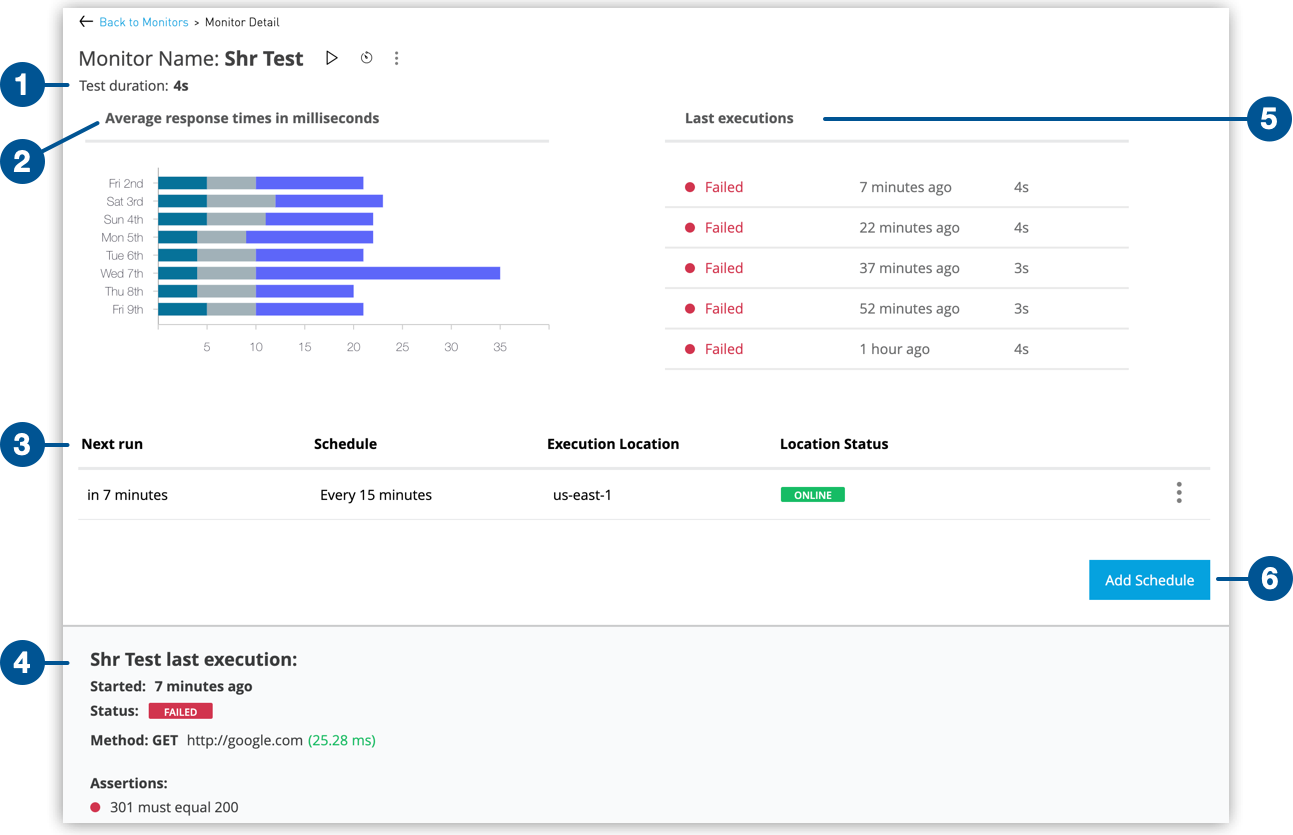 Back to Monitors > Monitor Detail
Monitor Name: Shr Test
1
Test duration: 4s
2
Average response times in milliseconds
Fri 2nd
Sat 3rd
Sun 4th
Mon 5th
Tue 6th
Wed 7th
Thu 8th
Fri 9th
5 10 15 20 25 30 35
Last executions
5
Failed 7 minutes ago 4s
Failed 22 minutes ago 4s
Failed 37 minutes ago 3s
Failed 52 minutes ago 3s
Failed 1 hour ago 4s
3
Next run Schedule Execution Location Location Status
in 7 minutes Every 15 minutes us-east-1 ONLINE
Add Schedule
6
4
Shr Test last execution:
Started: 7 minutes ago
Status: FAILED
Method: GET http://google.com (25.28 ms)
Assertions:
301 must equal 200